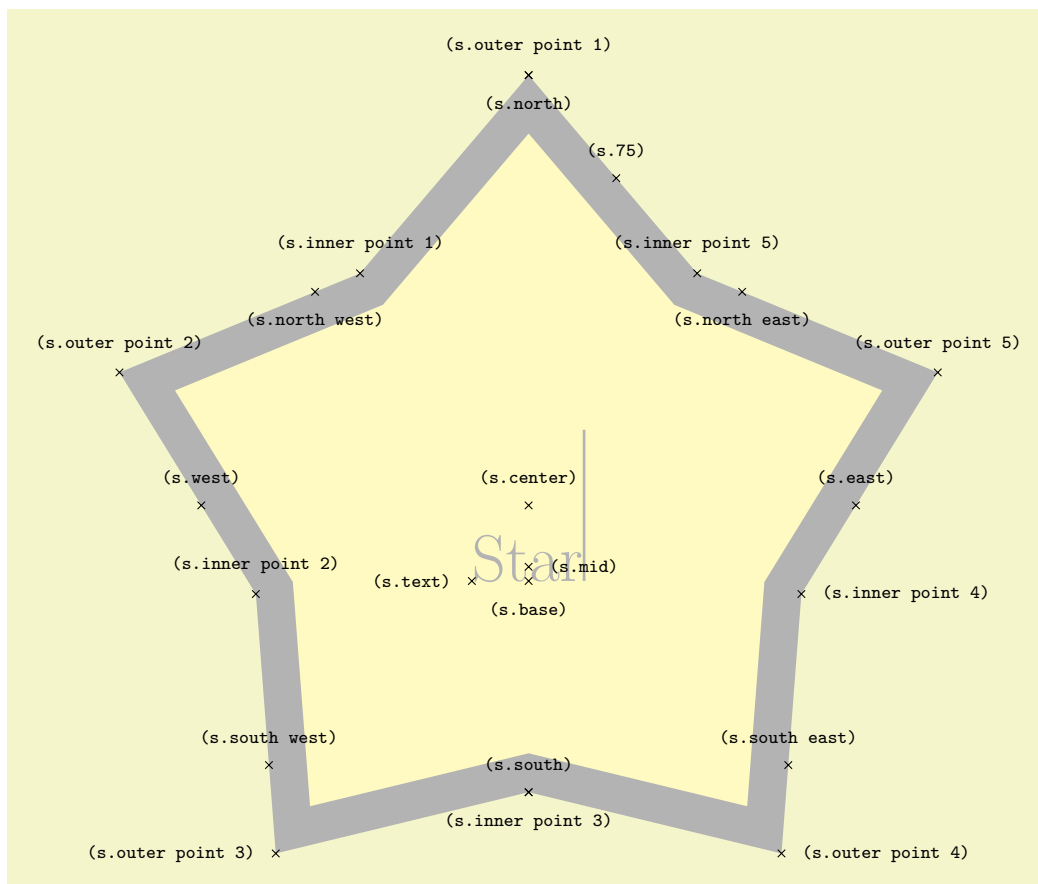 (s.outer point 1)
(s.north)
(s.75)
(s.inner point 1)
(s.inner point 5)
(s.north west)
(s.north east)
(s.outer point 2)
(s.outer point 5)
(s.west)
(s.center)
(s.east)
Star
(s.inner point 2)
(s.mid)
(s.text)
(s.inner point 4)
(s.base)
(s.south west)
(s.south east)
(s.south)
(s.inner point 3)
(s.outer point 3)
(s.outer point 4)